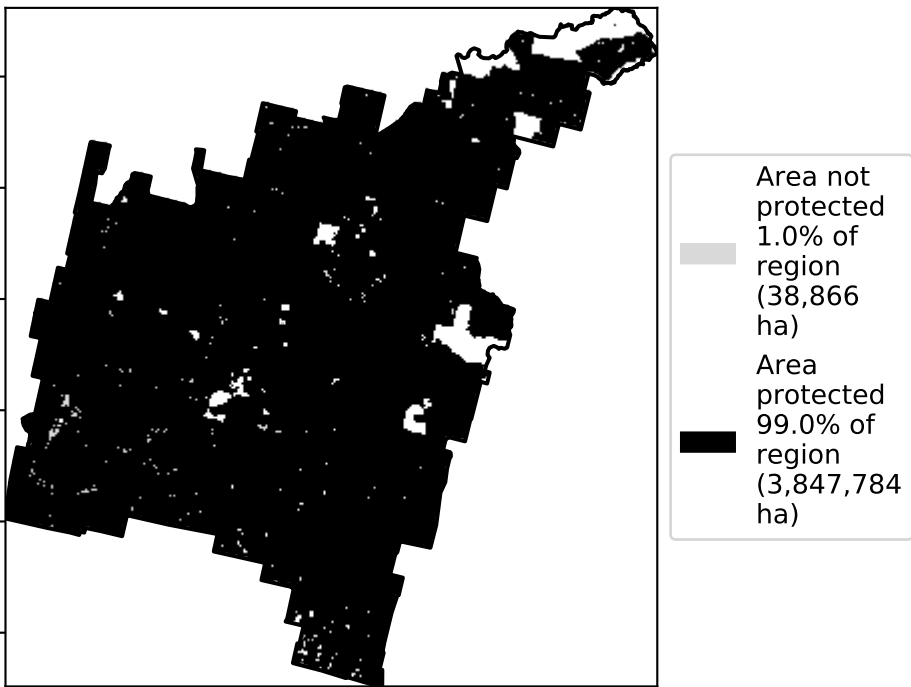 Area not
protected
1.0% of
region
(38,866
ha)
Area
protected
99.0% of
region
(3,847,784
ha)